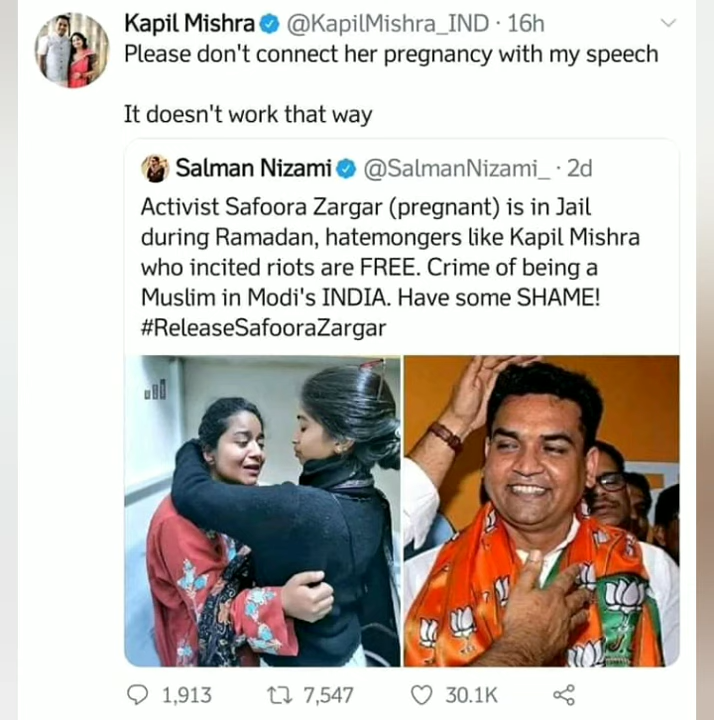 Kapil Mishra @KapilMishra_IND · 16h
Please don't connect her pregnancy with my speech
It doesn't work that way
Salman Nizami @SalmanNizami_ · 2d
Activist Safoora Zargar (pregnant) is in Jail
during Ramadan, hatemongers like Kapil Mishra
who incited riots are FREE. Crime of being a
Muslim in Modi's INDIA. Have some SHAME!
#ReleaseSafooraZargar
1,913 7,547 30.1K